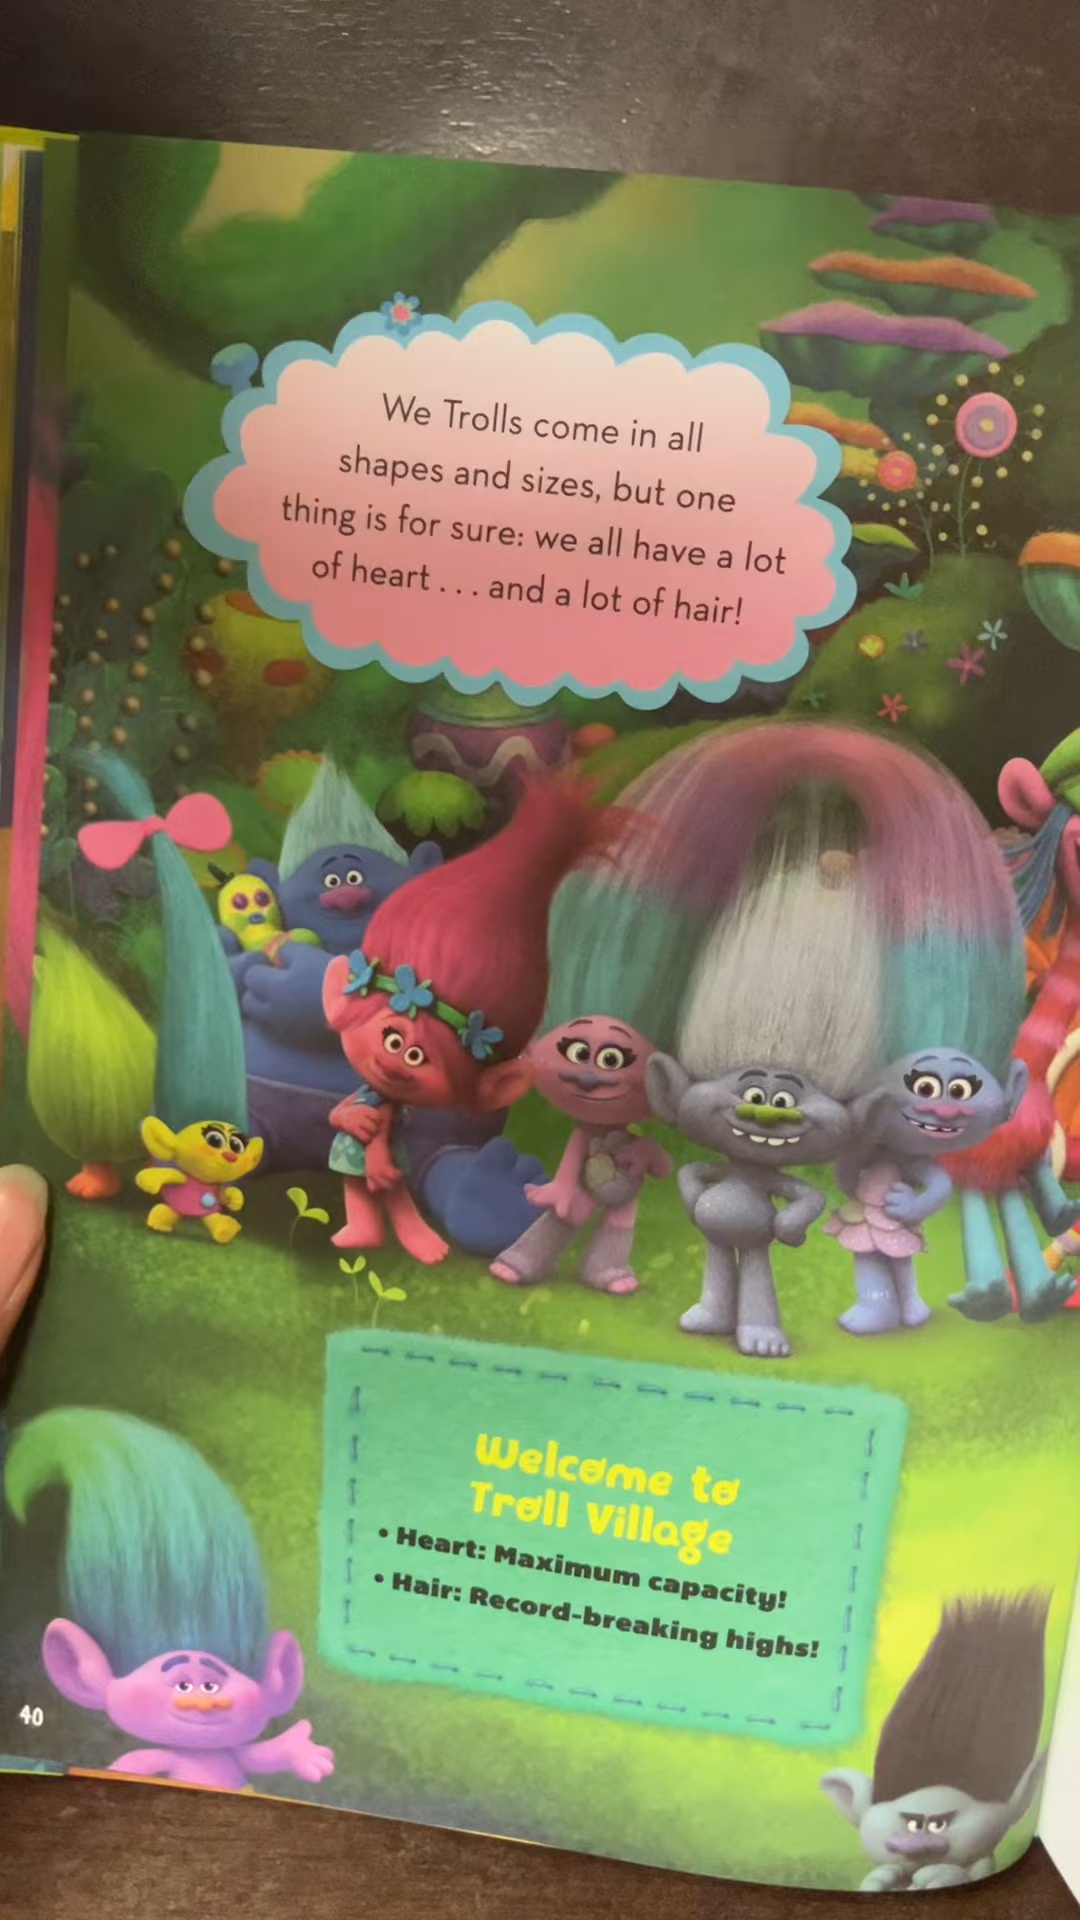 We Trolls come in all
shapes and sizes, but one
thing is for sure: we all have a lot
of heart . . . and a lot of hair!
Welcome to
Troll Village
• Heart: Maximum capacity!
• Hair: Record-breaking highs!
40